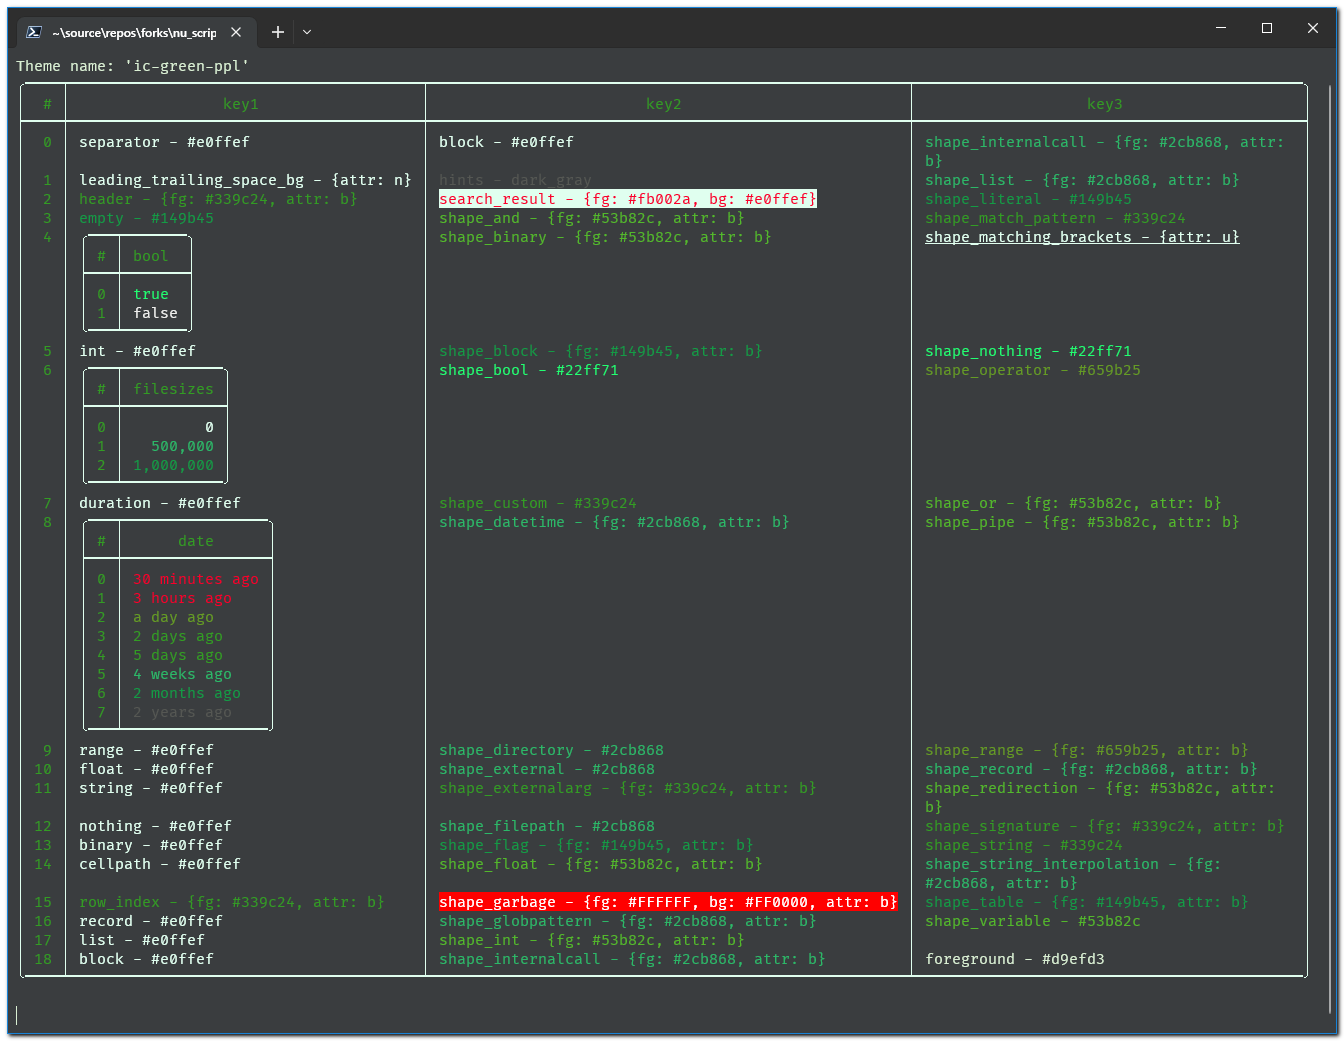 ~\source\repos\forks\nu_scrip
Theme name: 'ic-green-ppl'
# key1 key2 key3
0 separator - #e0ffef block - #e0ffef shape_internalcall - {fg: #2cb868, attr:
b}
1 leading_trailing_space_bg - {attr: n} hints - dark_gray shape_list - {fg: #2cb868, attr: b}
2 header - {fg: #339c24, attr: b} search_result - {fg: #fb002a, bg: #e0ffef} shape_literal - #149b45
3 empty - #149b45 shape_and - {fg: #53b82c, attr: b} shape_match_pattern - #339c24
4 shape_binary - {fg: #53b82c, attr: b} shape_matching_brackets - {attr: u}
# bool
0 true
1 false
5 int - #e0ffef shape_block - {fg: #149b45, attr: b} shape_nothing - #22ff71
6 shape_bool - #22ff71 shape_operator - #659b25
# filesizes
0 0
1 500,000
2 1,000,000
7 duration - #e0ffef shape_custom - #339c24 shape_or - {fg: #53b82c, attr: b}
8 shape_datetime - {fg: #2cb868, attr: b} shape_pipe - {fg: #53b82c, attr: b}
# date
0 30 minutes ago
1 3 hours ago
2 a day ago
3 2 days ago
4 5 days ago
5 4 weeks ago
6 2 months ago
7 2 years ago
9 range - #e0ffef shape_directory - #2cb868 shape_range - {fg: #659b25, attr: b}
10 float - #e0ffef shape_external - #2cb868 shape_record - {fg: #2cb868, attr: b}
11 string - #e0ffef shape_externalarg - {fg: #339c24, attr: b} shape_redirection - {fg: #53b82c, attr:
b}
12 nothing - #e0ffef shape_filepath - #2cb868 shape_signature - {fg: #339c24, attr: b}
13 binary - #e0ffef shape_flag - {fg: #149b45, attr: b} shape_string - #339c24
14 cellpath - #e0ffef shape_float - {fg: #53b82c, attr: b} shape_string_interpolation - {fg:
#2cb868, attr: b}
15 row_index - {fg: #339c24, attr: b} shape_garbage - {fg: #FFFFFF, bg: #FF0000, attr: b} shape_table - {fg: #149b45, attr: b}
16 record - #e0ffef shape_globpattern - {fg: #2cb868, attr: b} shape_variable - #53b82c
17 list - #e0ffef shape_int - {fg: #53b82c, attr: b}
18 block - #e0ffef shape_internalcall - {fg: #2cb868, attr: b} foreground - #d9efd3